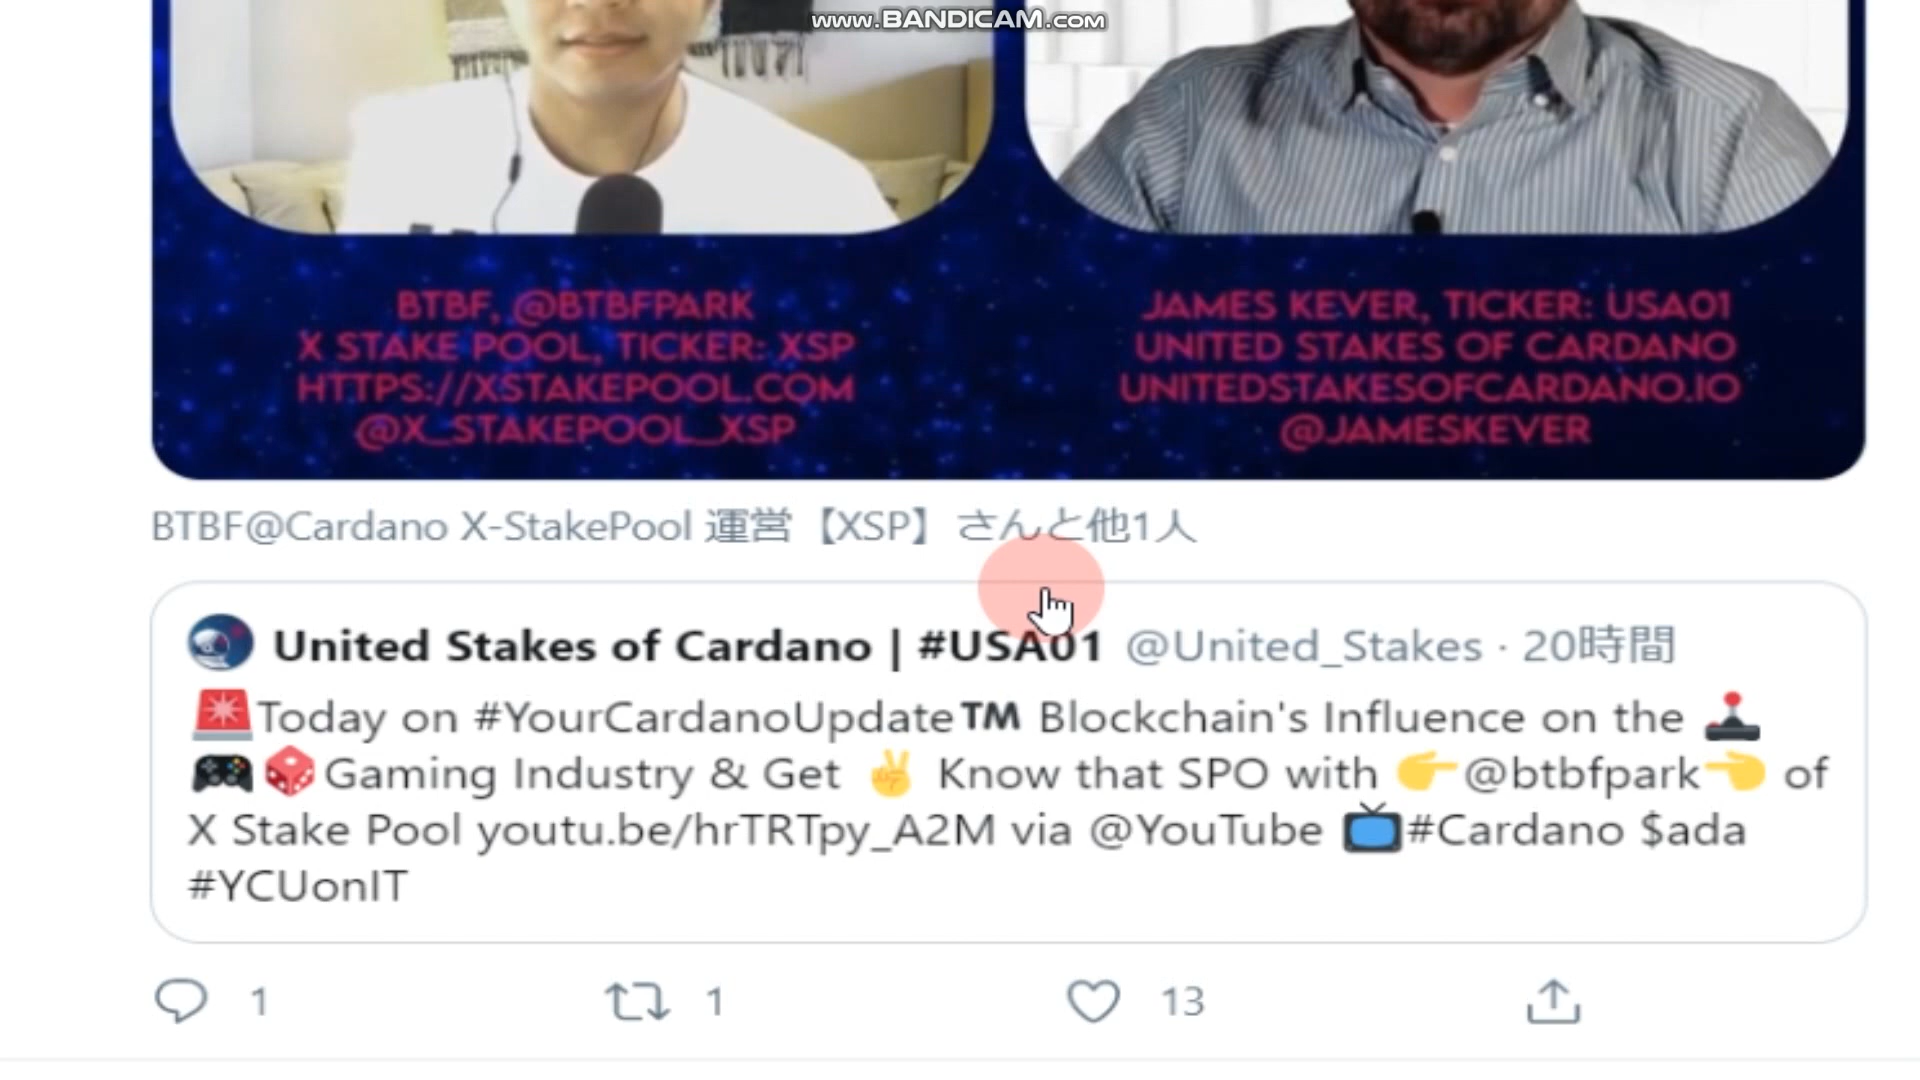 www.BANDICAM.com
BTBF, @BTBFPARK
X STAKE POOL, TICKER: XSP
HTTPS://XSTAKEPOOL.COM
@X_STAKEPOOL_XSP
JAMES KEVER, TICKER: USA01
UNITED STAKES OF CARDANO
UNITEDSTAKESOFCARDANO.IO
@JAMESKEVER
BTBF@Cardano X-StakePool 運営【XSP】さんと他1人
United Stakes of Cardano | #USA01 @United_Stakes · 20時間
🚨Today on #YourCardanoUpdate™️ Blockchain's Influence on the 🕹️
🎮🎲Gaming Industry & Get ✌️ Know that SPO with 👉@btbfpark👈 of
X Stake Pool youtu.be/hrTRTpy_A2M via @YouTube 📺#Cardano $ada
#YCUonIT
1 1 13